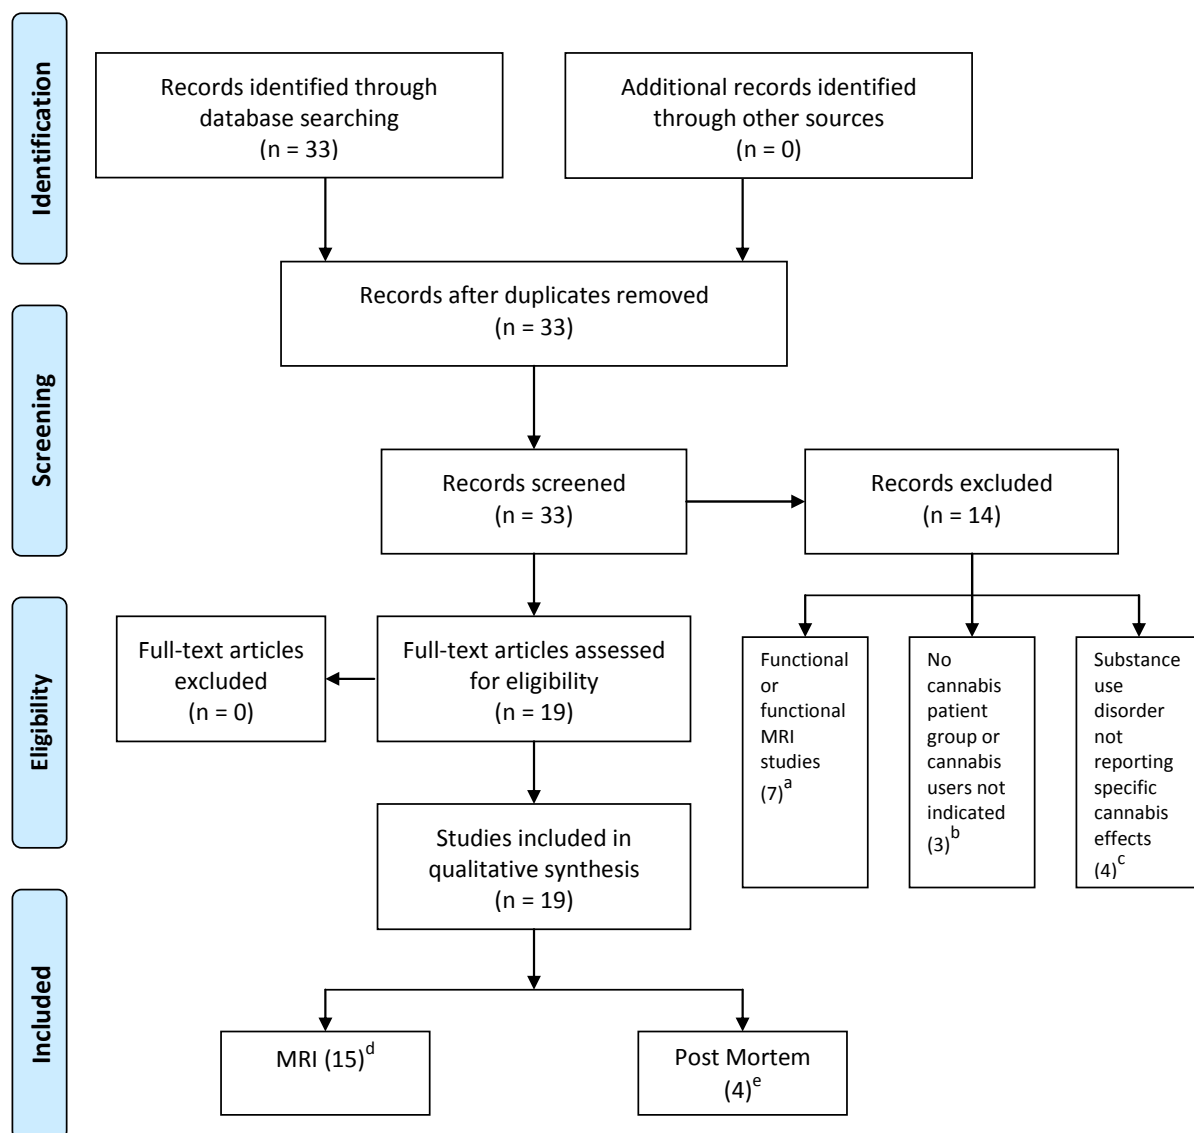 Identification
Records identified through
database searching
(n = 33)
Additional records identified
through other sources
(n = 0)
Records after duplicates removed
(n = 33)
Screening
Records screened
(n = 33)
Records excluded
(n = 14)
Eligibility
Full-text articles
excluded
(n = 0)
Full-text articles assessed
for eligibility
(n = 19)
Functional
or
functional
MRI
studies
(7)a
No
cannabis
patient
group or
cannabis
users not
indicated
(3)b
Substance
use
disorder
not
reporting
specific
cannabis
effects
(4)c
Studies included in
qualitative synthesis
(n = 19)
Included
MRI (15)d
Post Mortem
(4)e